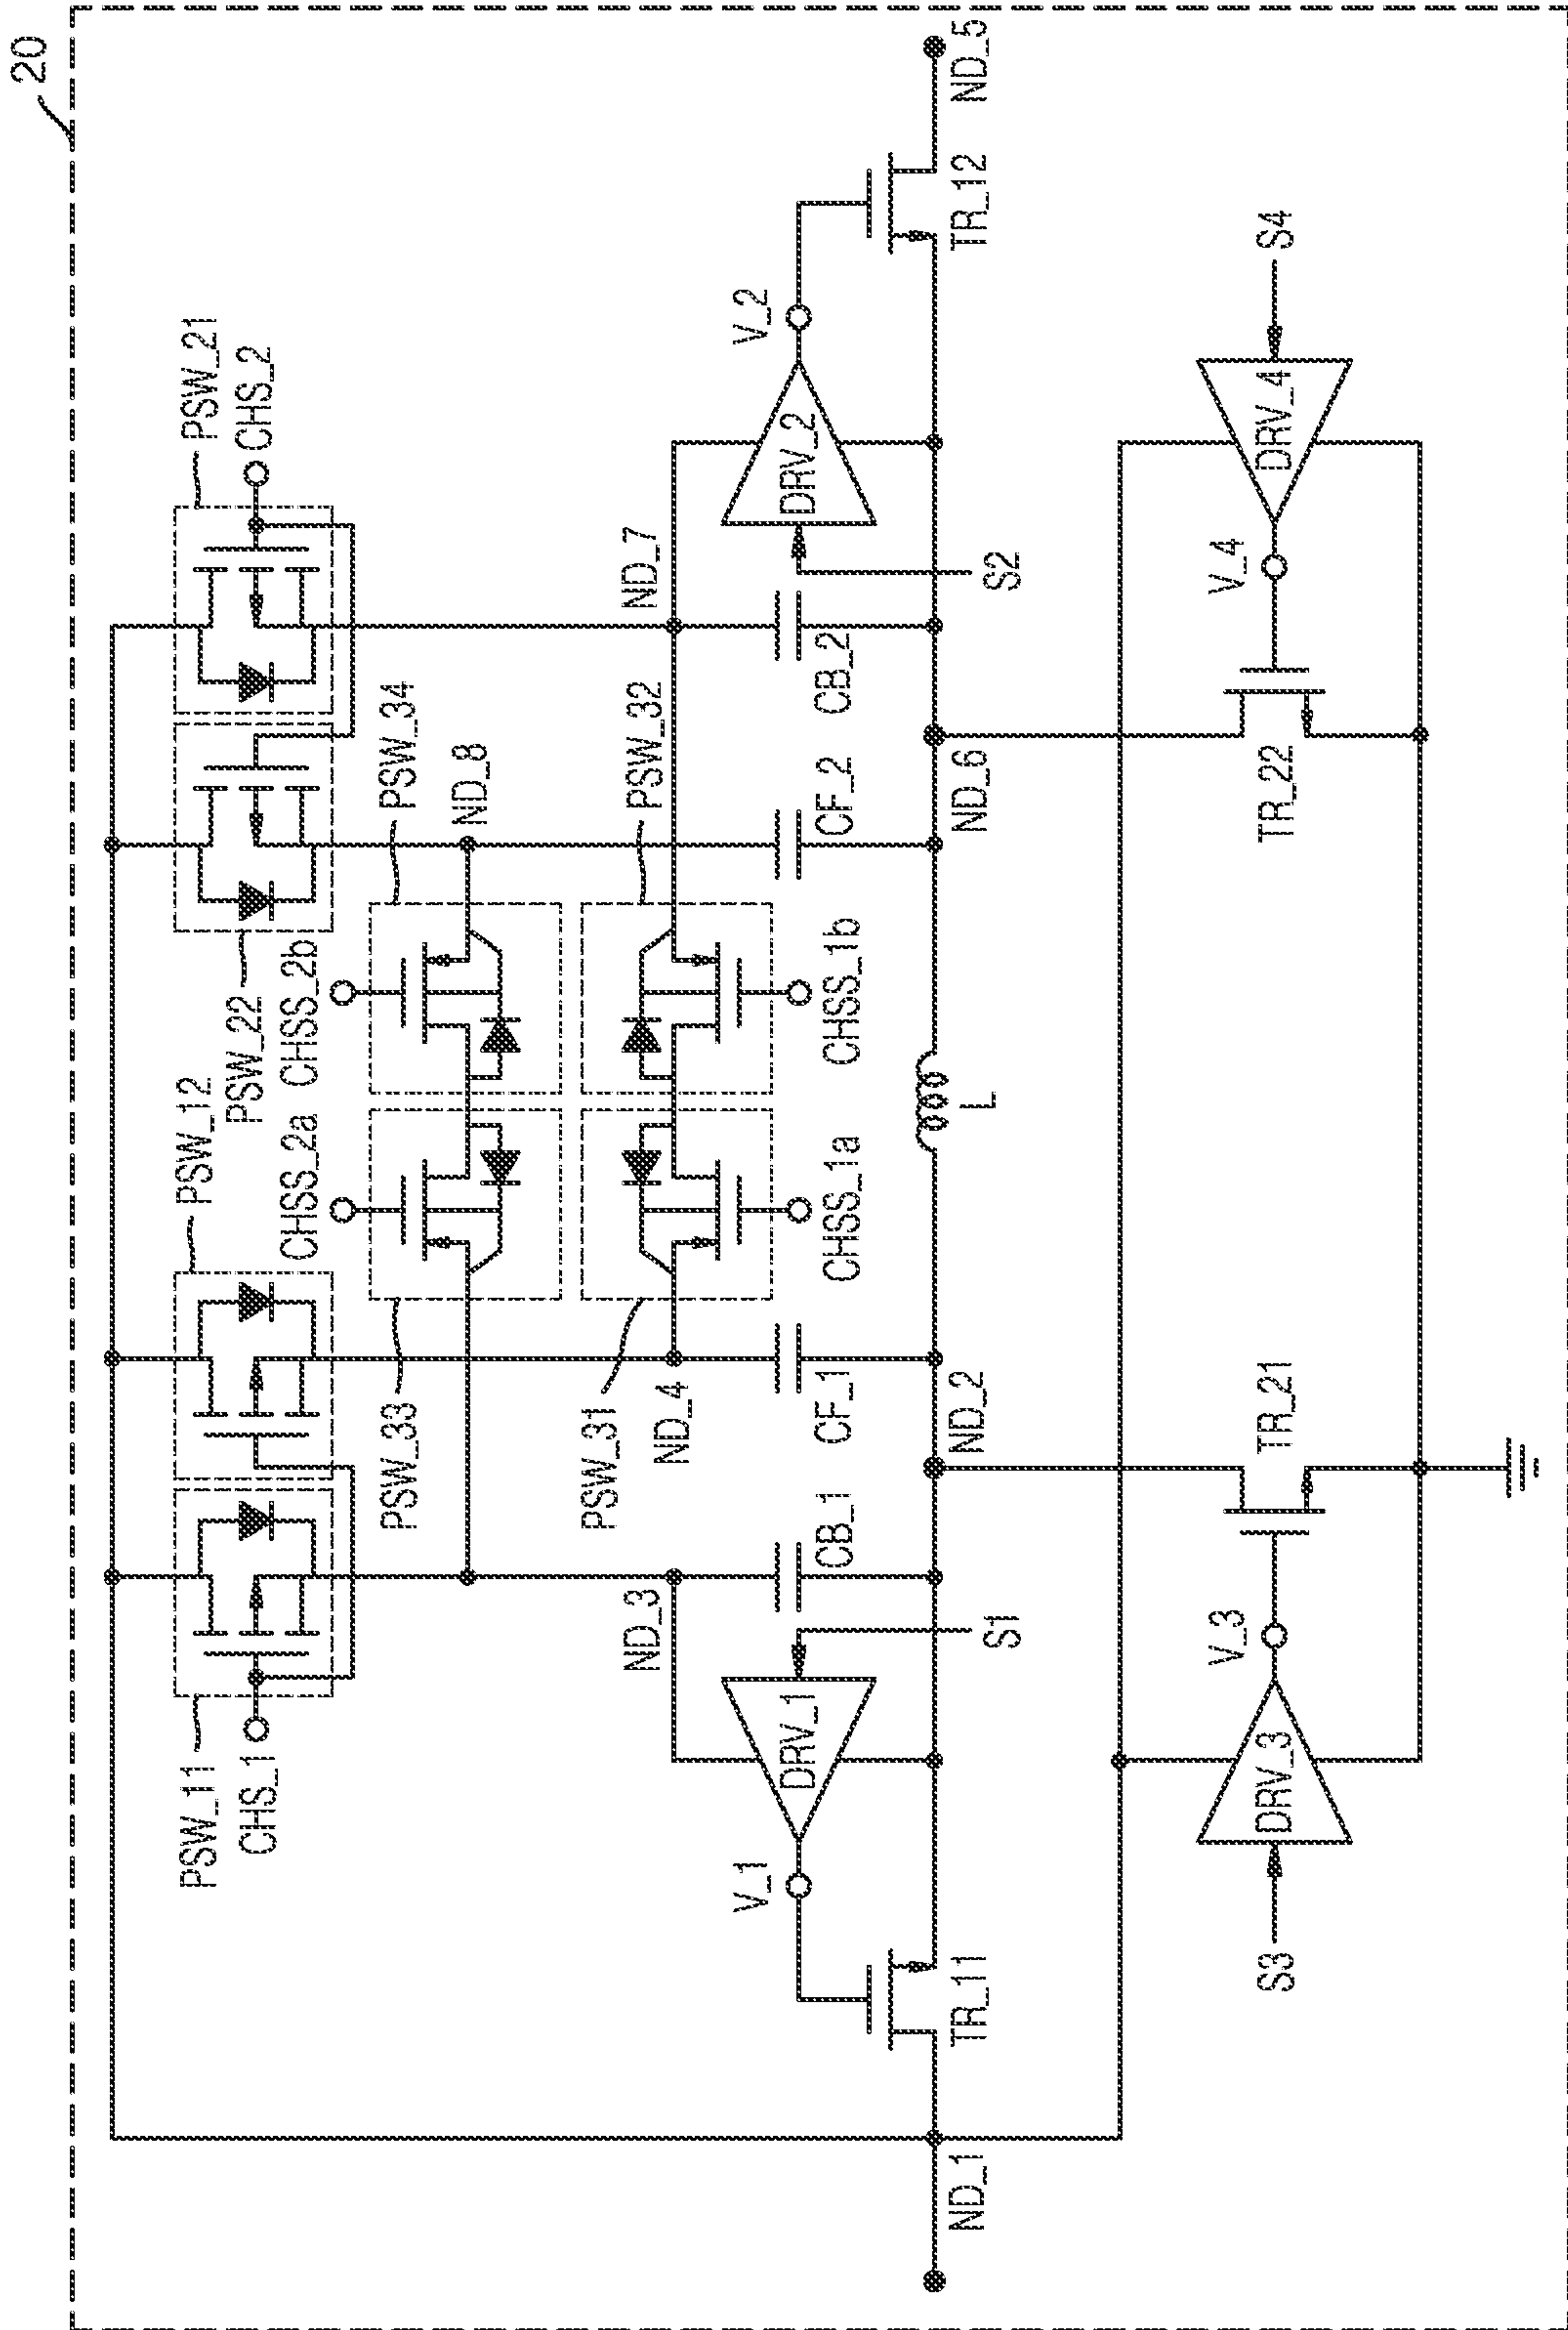 20
PSW_11
CHS_1
PSW_12
PSW_22
PSW_21
CHS_2
CHSS_2a
CHSS_2b
PSW_33
PSW_34
ND_8
PSW_31
PSW_32
ND_3
ND_4
ND_7
CHSS_1a
CHSS_1b
V_1
DRV_1
CB_1
CF_1
CF_2
CB_2
DRV_2
V_2
ND_1
TR_11
S1
ND_2
L
ND_6
S2
TR_12
ND_5
S3
DRV_3
V_3
TR_21
TR_22
V_4
DRV_4
S4